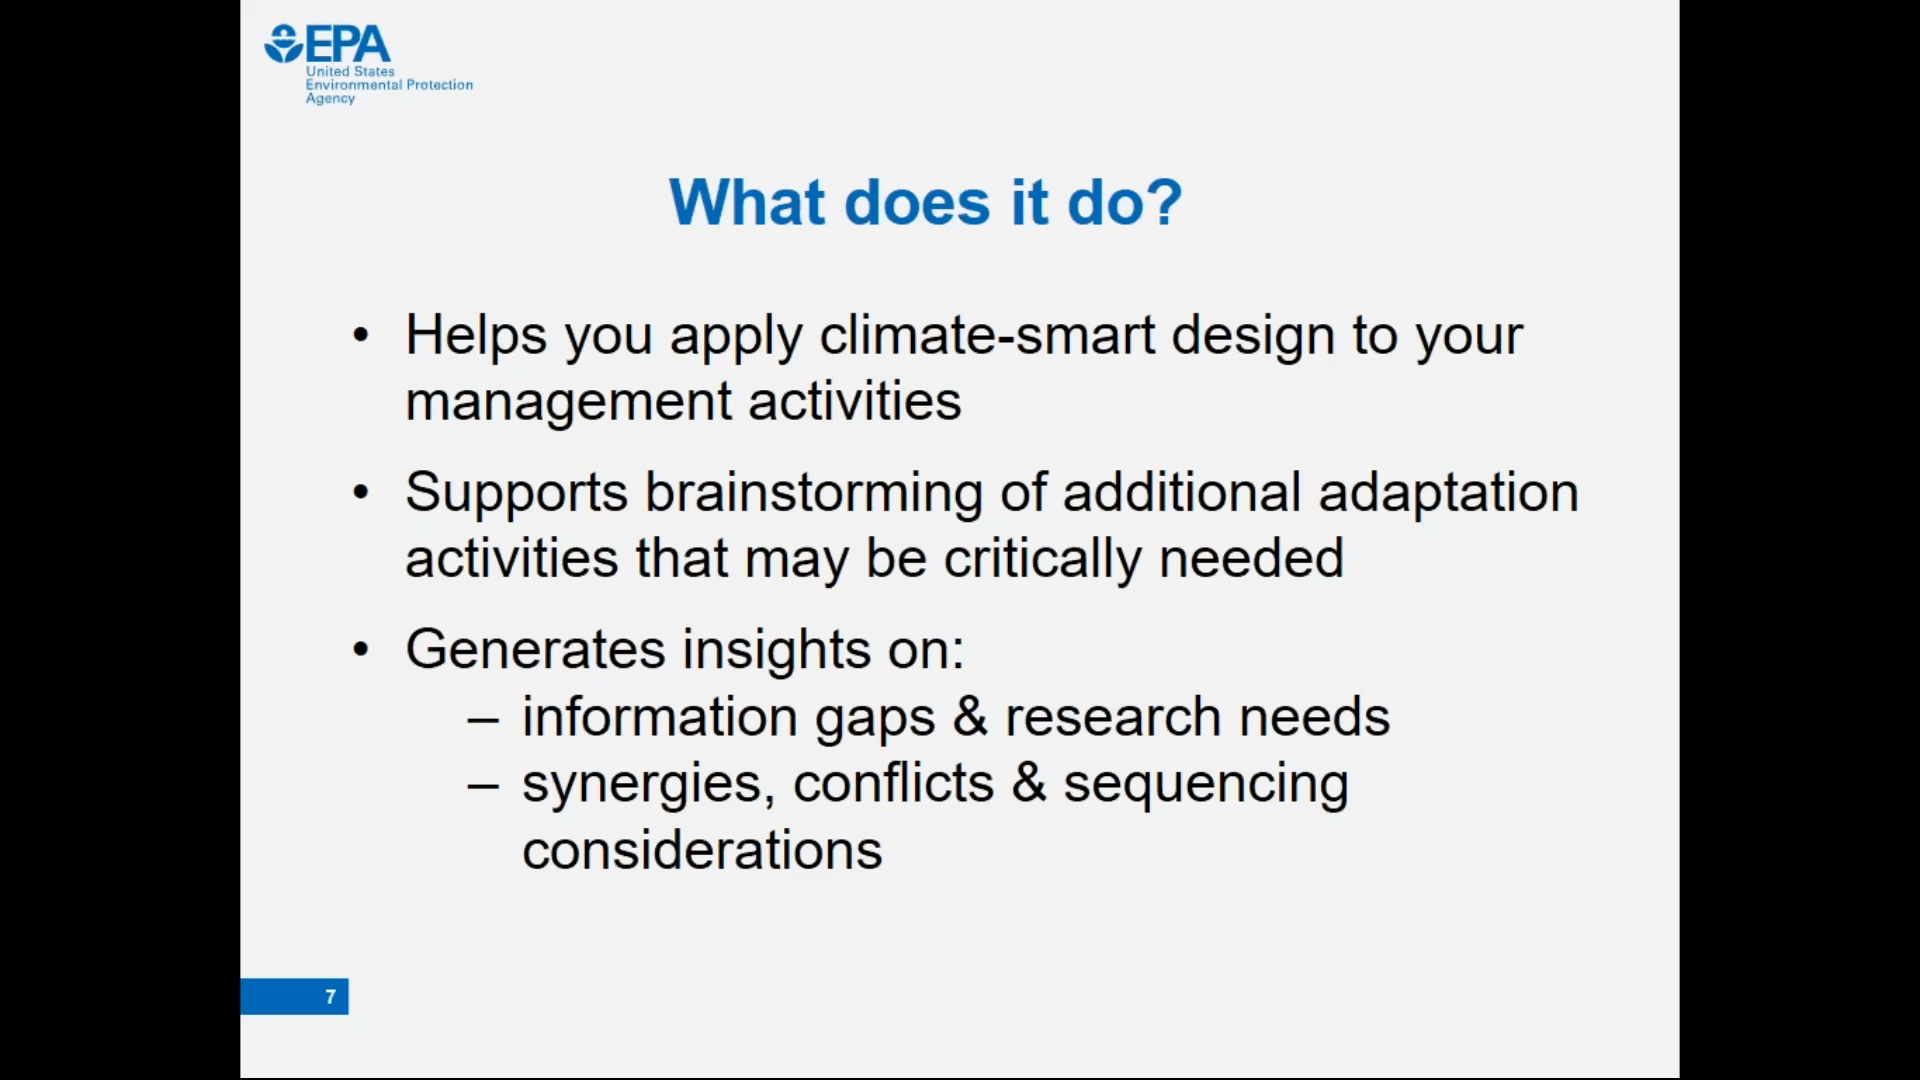 EPA
United States
Environmental Protection
Agency
What does it do?
• Helps you apply climate-smart design to your
management activities
• Supports brainstorming of additional adaptation
activities that may be critically needed
• Generates insights on:
– information gaps & research needs
– synergies, conflicts & sequencing
considerations
7